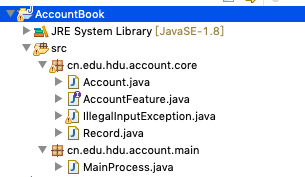 AccountBook
JRE System Library [JavaSE-1.8]
src
cn.edu.hdu.account.core
Account.java
AccountFeature.java
IllegalInputException.java
Record.java
cn.edu.hdu.account.main
MainProcess.java